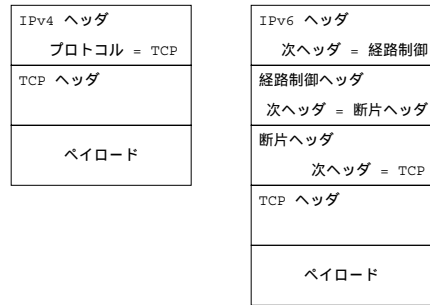 IPv4 ヘッダ
プロトコル = TCP
TCP ヘッダ
ペイロード
IPv6 ヘッダ
次ヘッダ = 経路制御
経路制御ヘッダ
次ヘッダ = 断片ヘッダ
断片ヘッダ
次ヘッダ = TCP
TCP ヘッダ
ペイロード